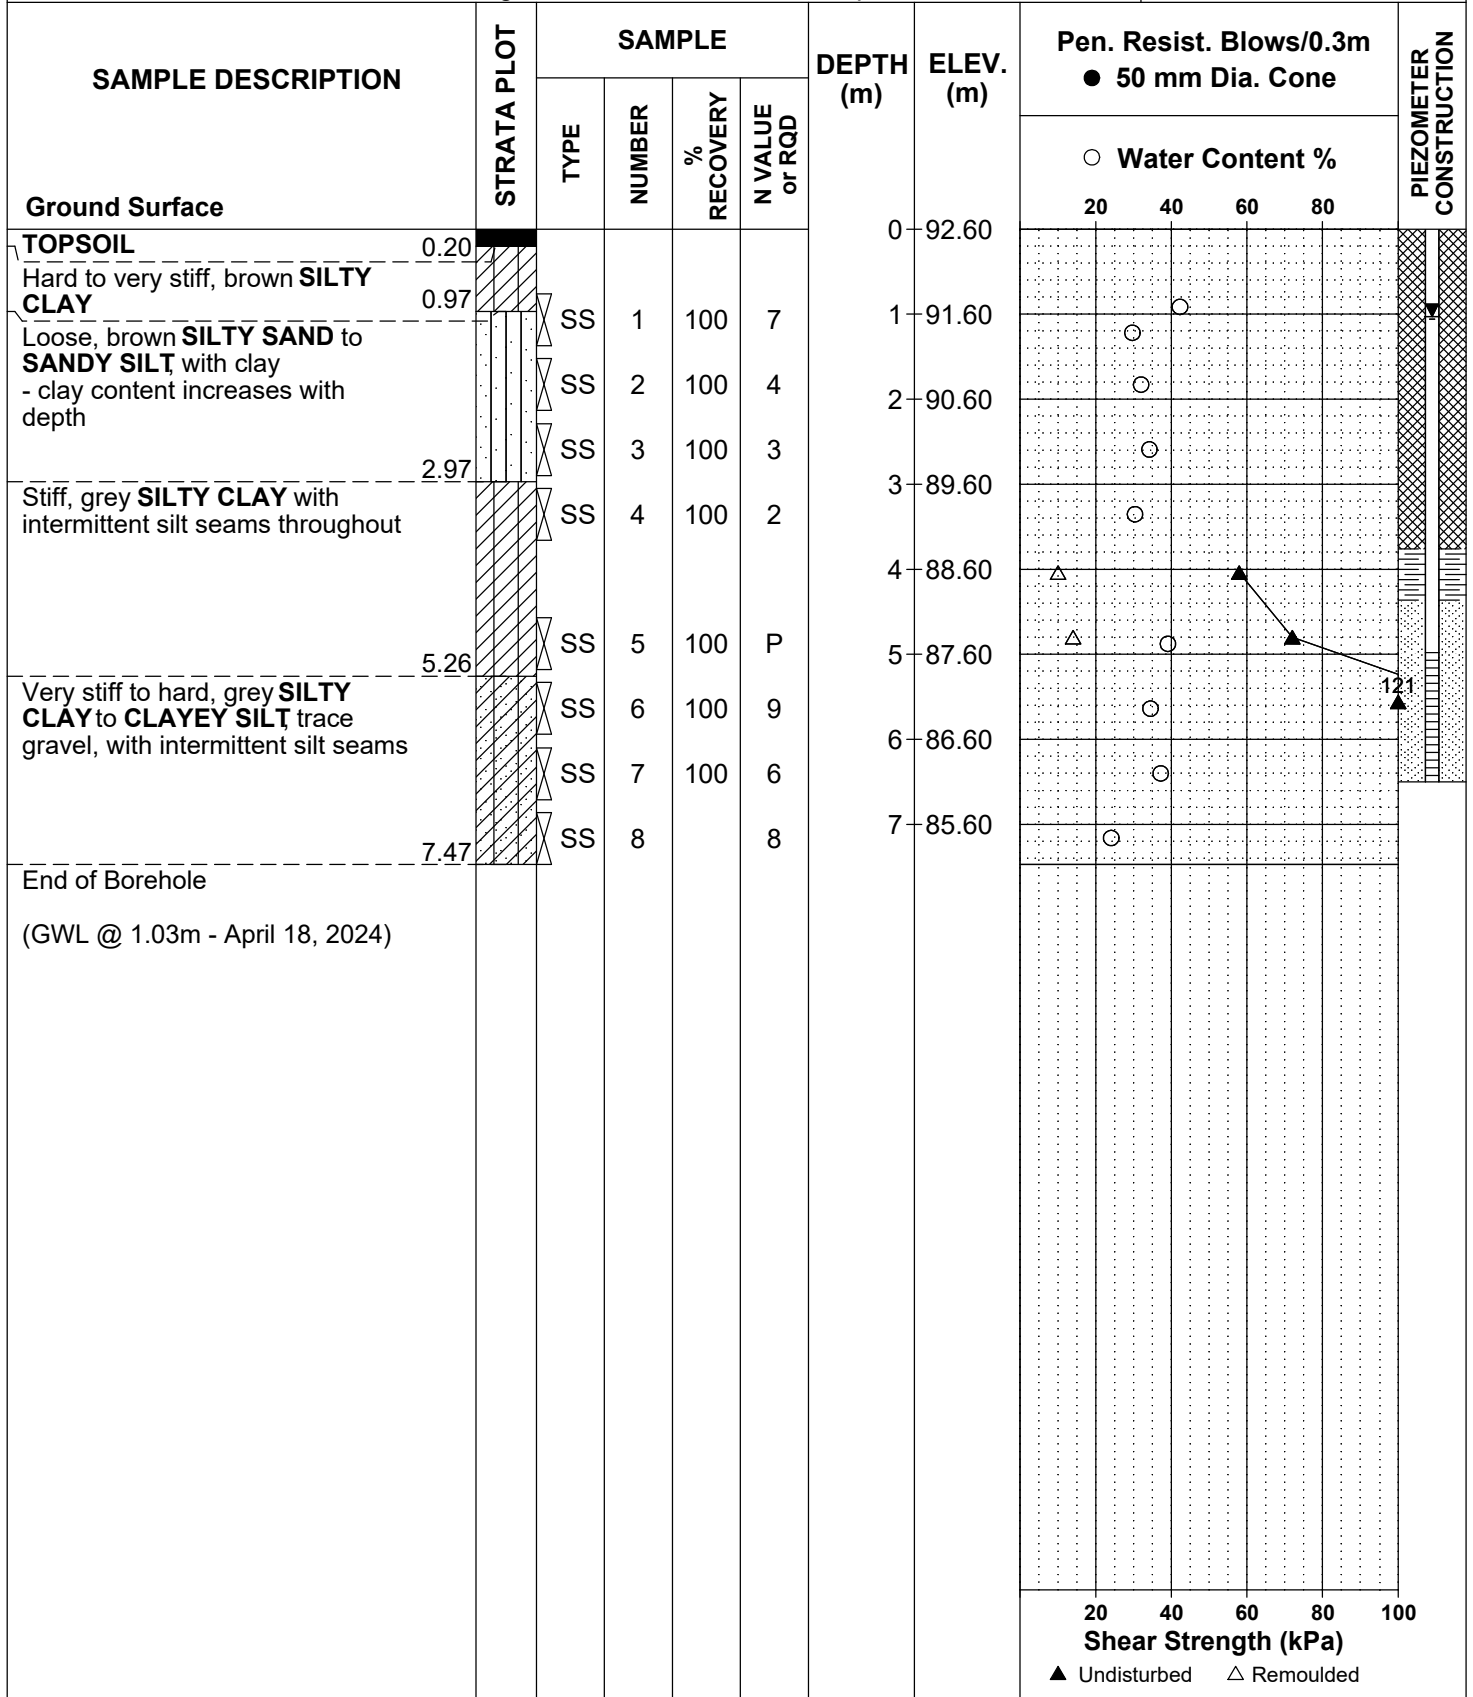 SAMPLE DESCRIPTION
Ground Surface
STRATA PLOT
SAMPLE
TYPE
NUMBER
% RECOVERY
N VALUE or RQD
DEPTH (m)
ELEV. (m)
Pen. Resist. Blows/0.3m
● 50 mm Dia. Cone
○ Water Content %
20 40 60 80
PIEZOMETER CONSTRUCTION
0 92.60
TOPSOIL 0.20
Hard to very stiff, brown SILTY
CLAY 0.97
Loose, brown SILTY SAND to
SANDY SILT, with clay
- clay content increases with
depth
2.97
Stiff, grey SILTY CLAY with
intermittent silt seams throughout
5.26
Very stiff to hard, grey SILTY
CLAY to CLAYEY SILT, trace
gravel, with intermittent silt seams
7.47
End of Borehole
(GWL @ 1.03m - April 18, 2024)
SS 1 100 7
SS 2 100 4
SS 3 100 3
SS 4 100 2
SS 5 100 P
SS 6 100 9
SS 7 100 6
SS 8 8
1 91.60
2 90.60
3 89.60
4 88.60
5 87.60
6 86.60
7 85.60
121
20 40 60 80 100
Shear Strength (kPa)
▲ Undisturbed △ Remoulded